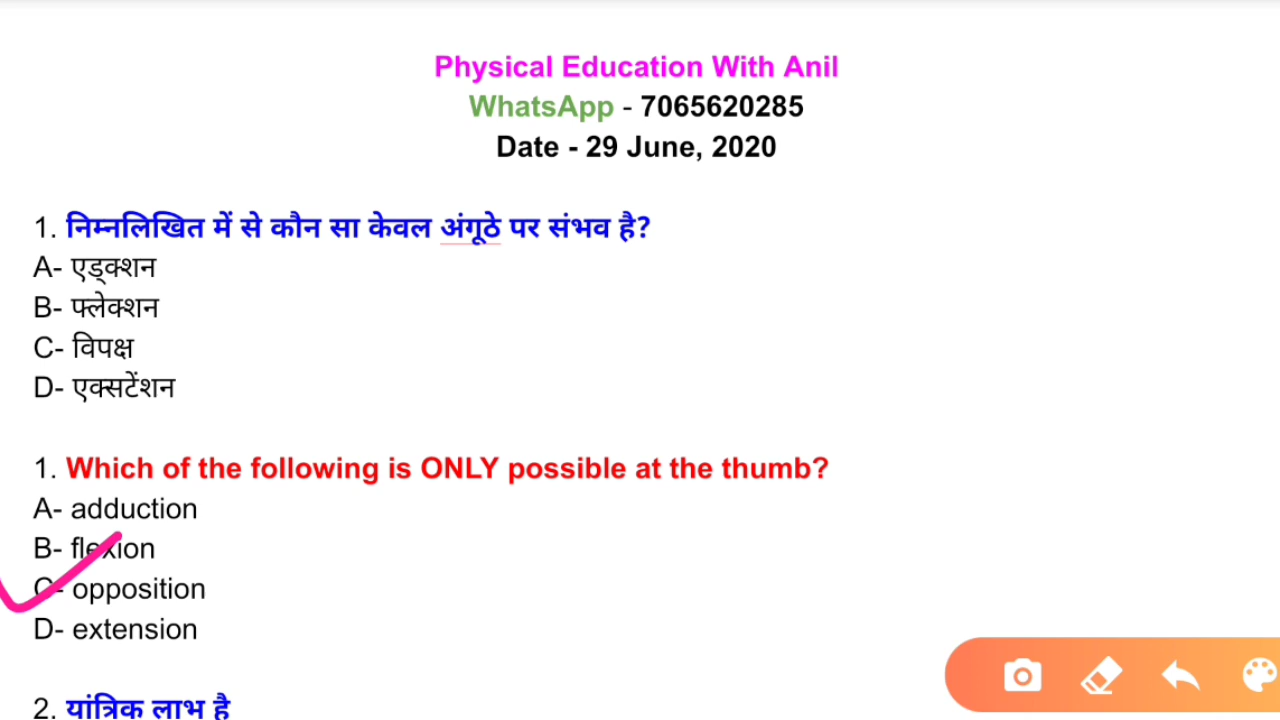 Physical Education With Anil
WhatsApp - 7065620285
Date - 29 June, 2020
1. निम्नलिखित में से कौन सा केवल अंगूठे पर संभव है?
A- एड्क्शन
B- फ्लेक्शन
C- विपक्ष
D- एक्सटेंशन
1. Which of the following is ONLY possible at the thumb?
A- adduction
B- flexion
C- opposition
D- extension
2. यांत्रिक लाभ है